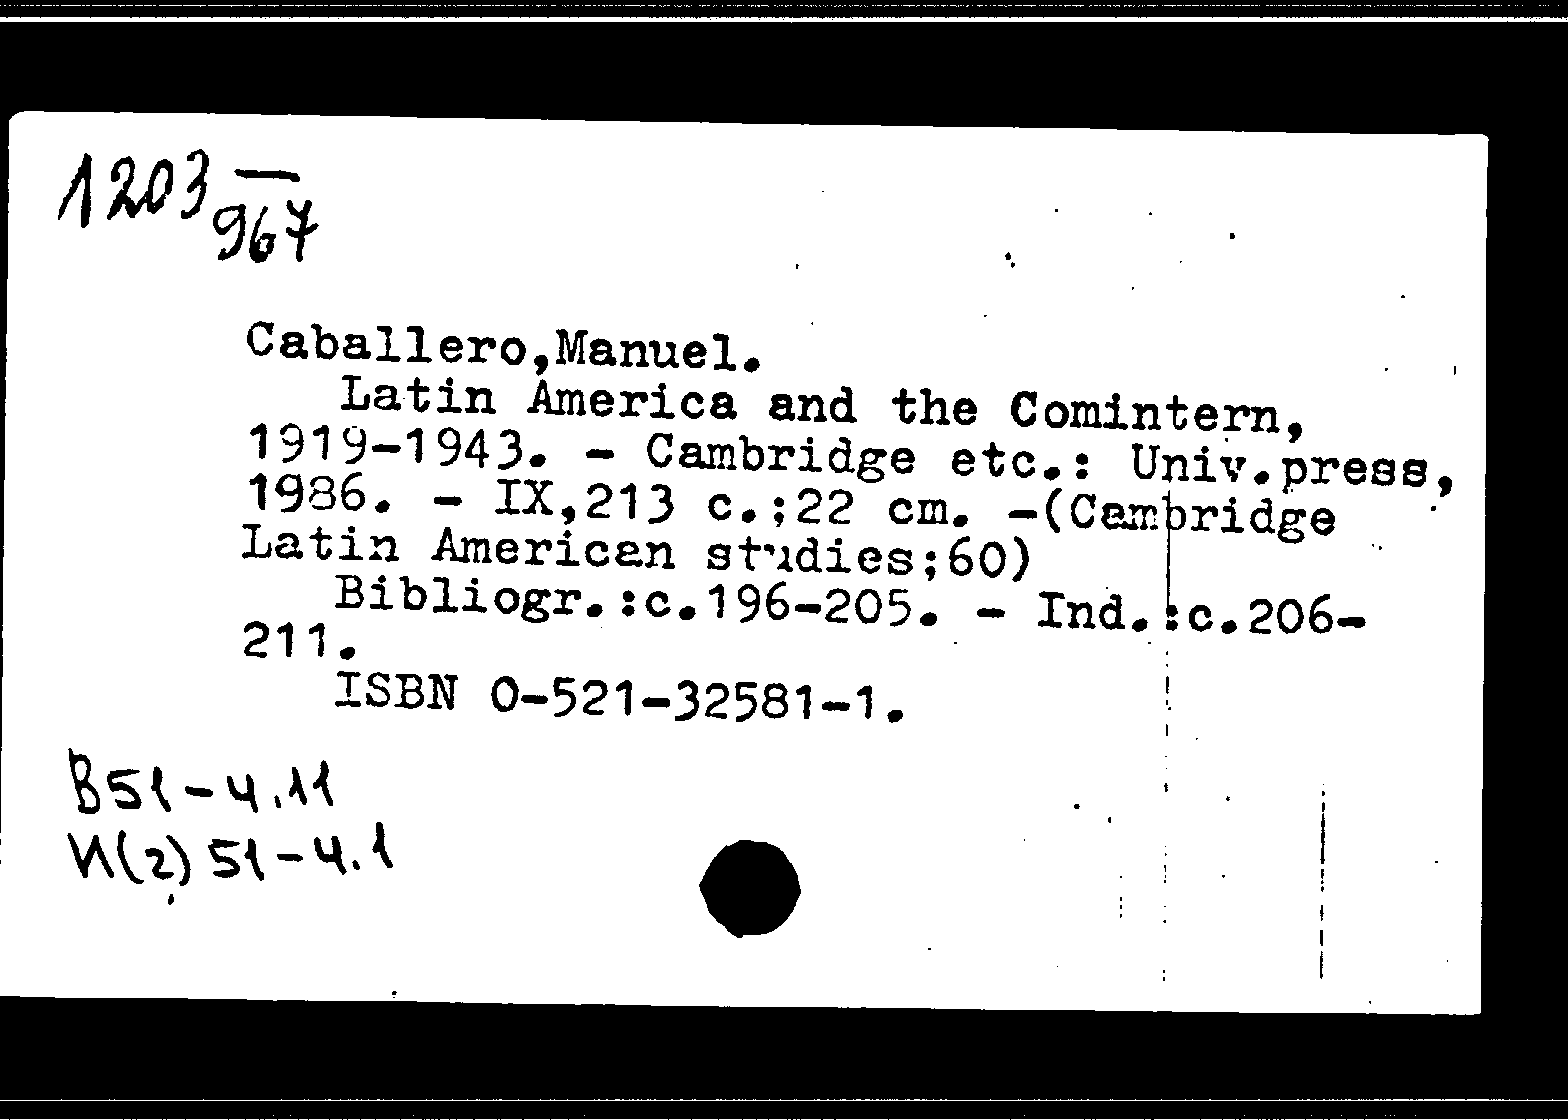 1203—
967
Caballero,Manuel.
Latin America and the Comintern,
1919-1943. - Cambridge etc.: Univ.press,
1986. - IX,213 c.;22 cm. -(Cambridge
Latin American studies;60)
Bibliogr.:c.196-205. - Ind.:c.206-
211.
ISBN 0-521-32581-1.
В51-4.11
И(2)51-4.1